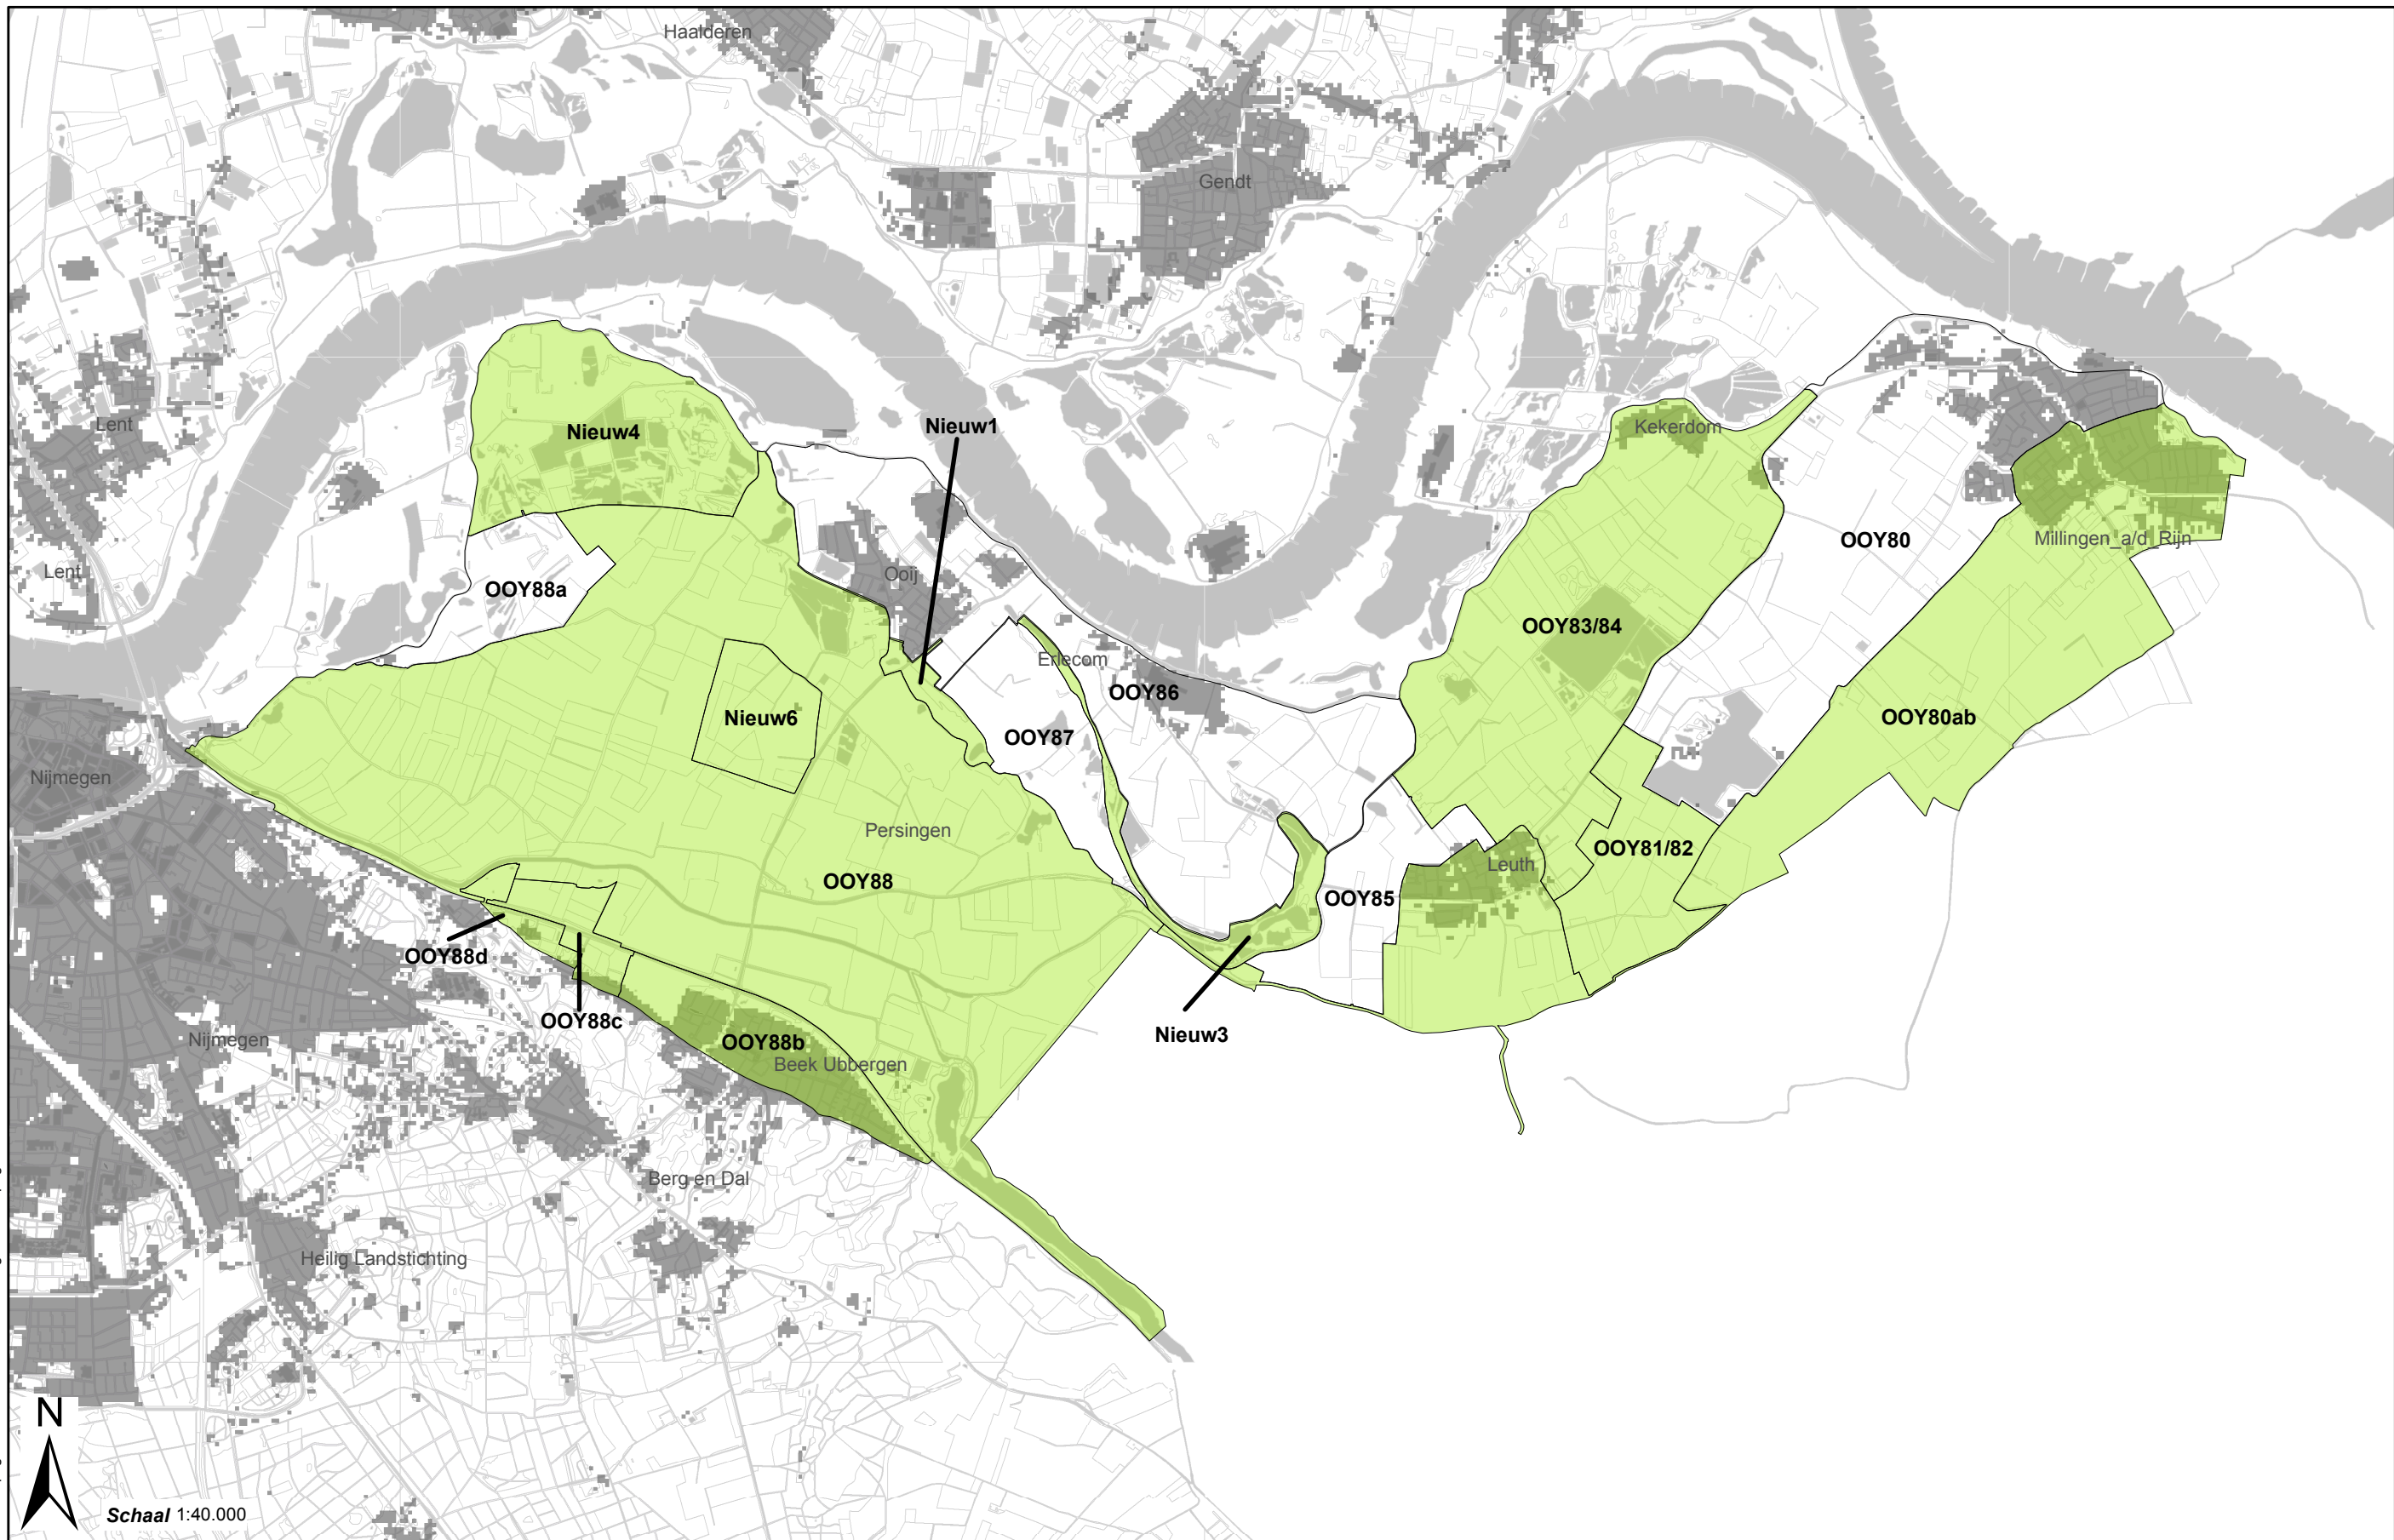 Haalderen
Gendt
Lent
Nieuw4
Nieuw1
Kekerdom
OOY80
Millingen_a/d_Rijn
Lent
OOY88a
Ooij
OOY83/84
Erlecom
OOY86
Nieuw6
OOY87
OOY80ab
Nijmegen
Persingen
OOY88
OOY81/82
Leuth
OOY85
OOY88d
OOY88c
Nieuw3
Nijmegen
OOY88b
Beek Ubbergen
Berg en Dal
Heilig Landstichting
N
Schaal 1:40.000